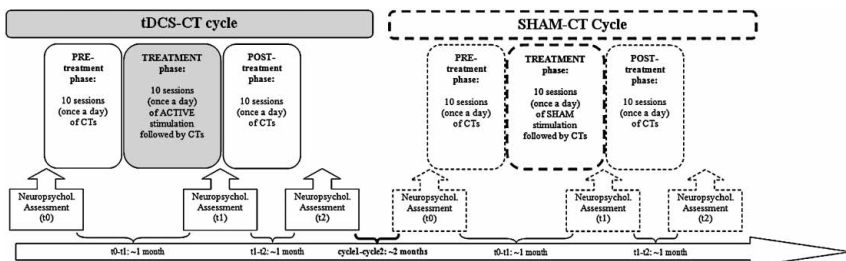 tDCS-CT cycle
SHAM-CT Cycle
PRE-
treatment
phase:
10 sessions
(once a day)
of CTs
TREATMENT
phase:
10 sessions
(once a day)
of ACTIVE
stimulation
followed by CTs
POST-
treatment
phase:
10 sessions
(once a day)
of CTs
PRE-
treatment
phase:
10 sessions
(once a day)
of CTs
TREATMENT
phase:
10 sessions
(once a day)
of SHAM
stimulation
followed by CTs
POST-
treatment
phase:
10 sessions
(once a day)
of CTs
Neuropsychol.
Assessment
(t0)
Neuropsychol.
Assessment
(t1)
Neuropsychol.
Assessment
(t2)
Neuropsychol.
Assessment
(t0)
Neuropsychol.
Assessment
(t1)
Neuropsychol.
Assessment
(t2)
t0-t1: ~1 month
t1-t2: ~1 month
cycle1-cycle2: ~2 months
t0-t1: ~1 month
t1-t2: ~1 month